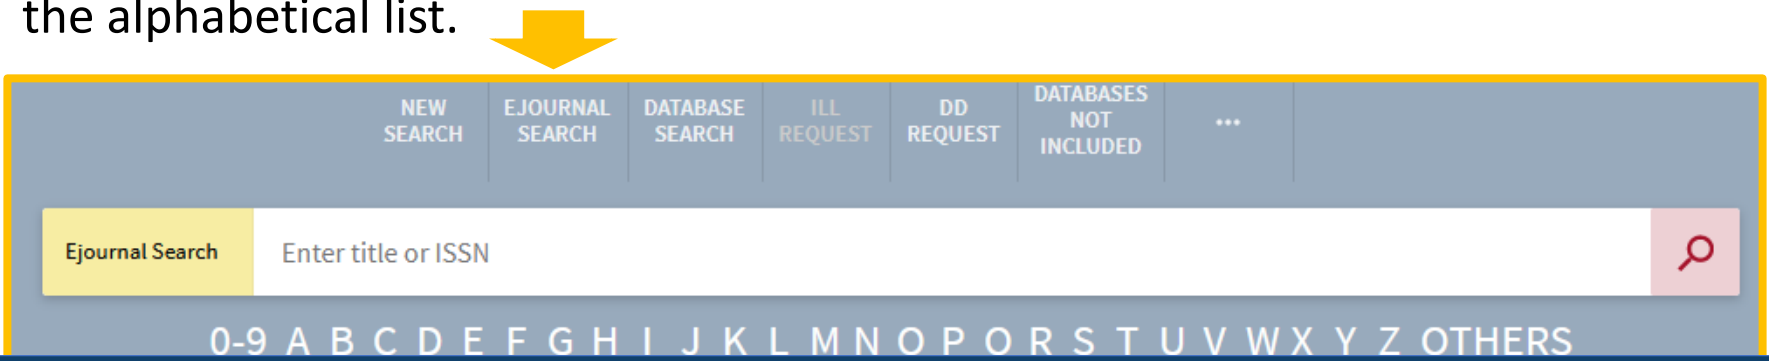 the alphabetical list.
NEW SEARCH
EJOURNAL SEARCH
DATABASE SEARCH
ILL REQUEST
DD REQUEST
DATABASES NOT INCLUDED
...
Ejournal Search
Enter title or ISSN
0-9 A B C D E F G H I J K L M N O P Q R S T U V W X Y Z OTHERS